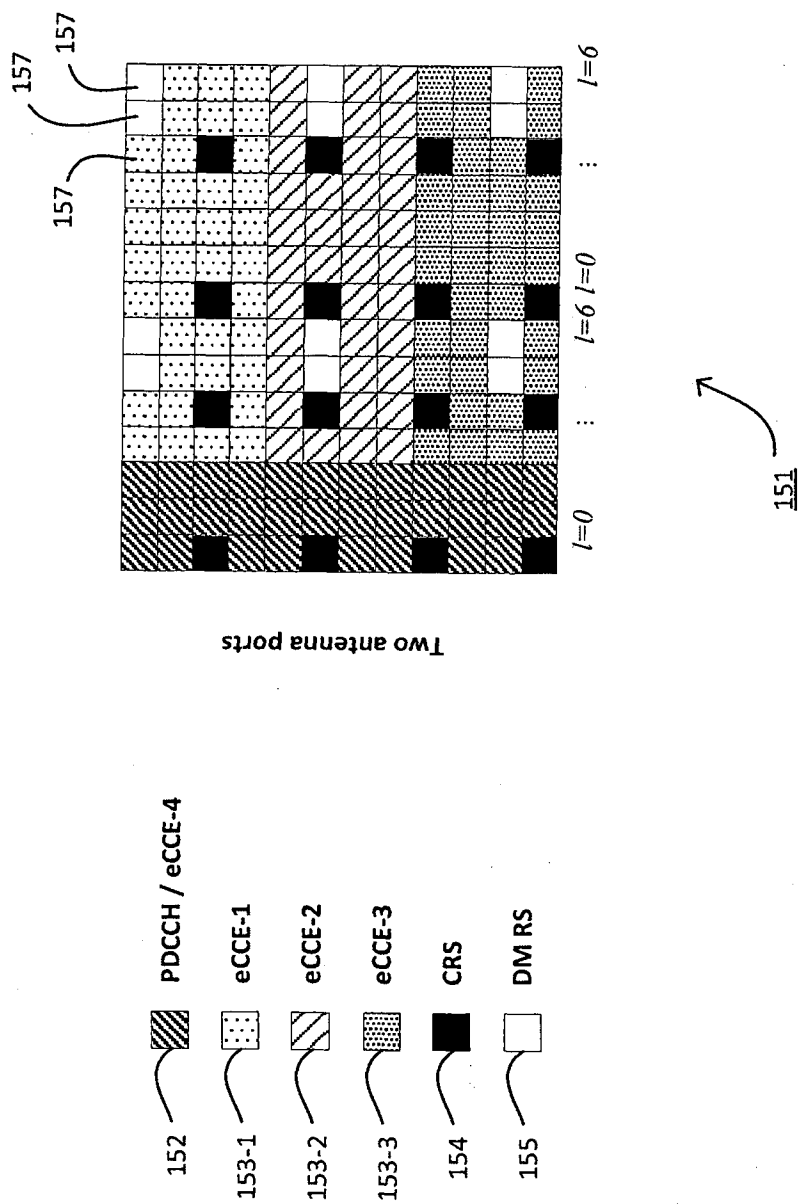 152 PDCCH / eCCE-4
153-1 eCCE-1
153-2 eCCE-2
153-3 eCCE-3
154 CRS
155 DM RS
Two antenna ports
157
157
157
l=0 ... l=6 l=0 ... l=6
151